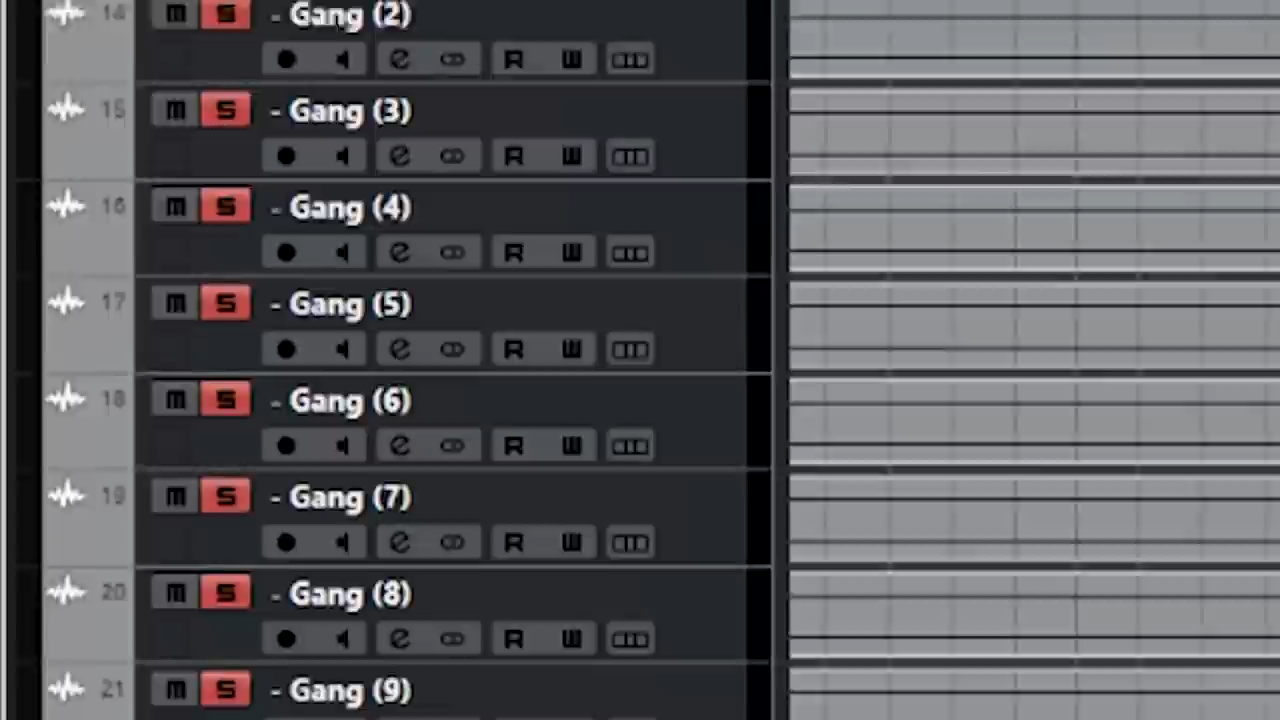 14 m S - Gang (2)
e R W
15 m S - Gang (3)
e R W
16 m S - Gang (4)
e R W
17 m S - Gang (5)
e R W
18 m S - Gang (6)
e R W
19 m S - Gang (7)
e R W
20 m S - Gang (8)
e R W
21 m S - Gang (9)